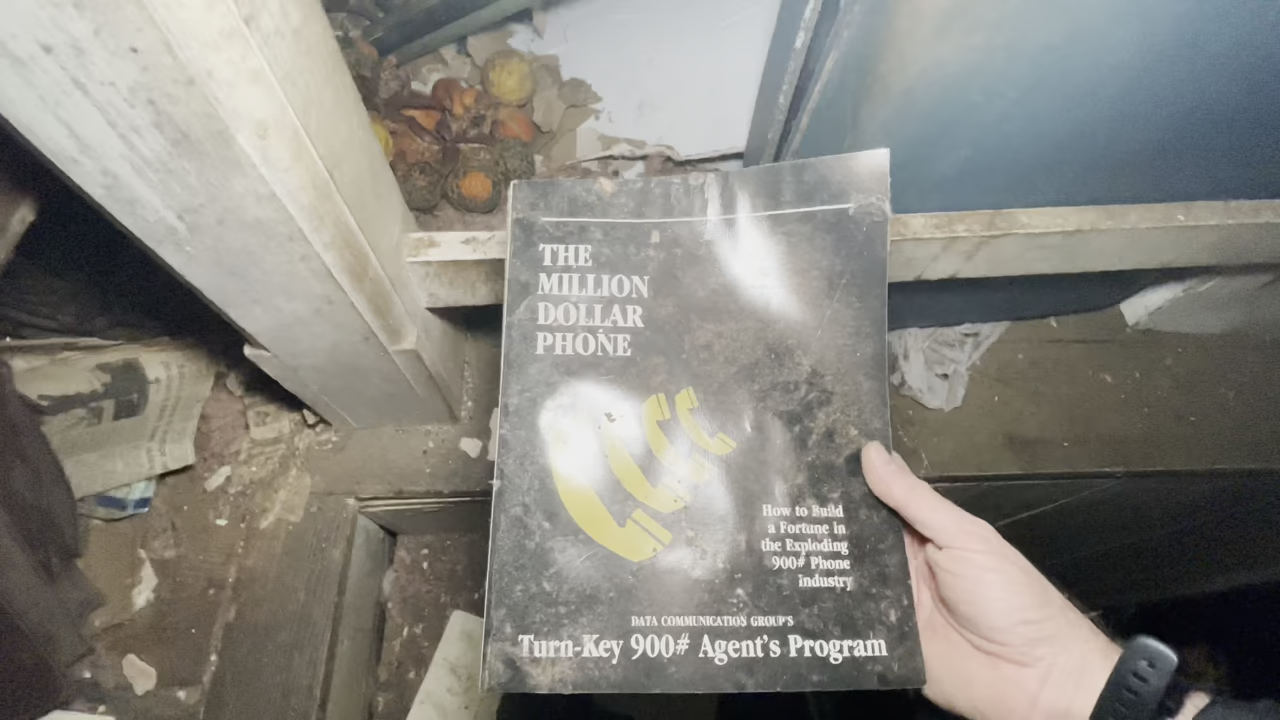 THE
MILLION
DOLLAR
PHONE
How to Build
a Fortune in
the Exploding
900# Phone
Industry
DATA COMMUNICATION GROUP'S
Turn-Key 900# Agent's Program